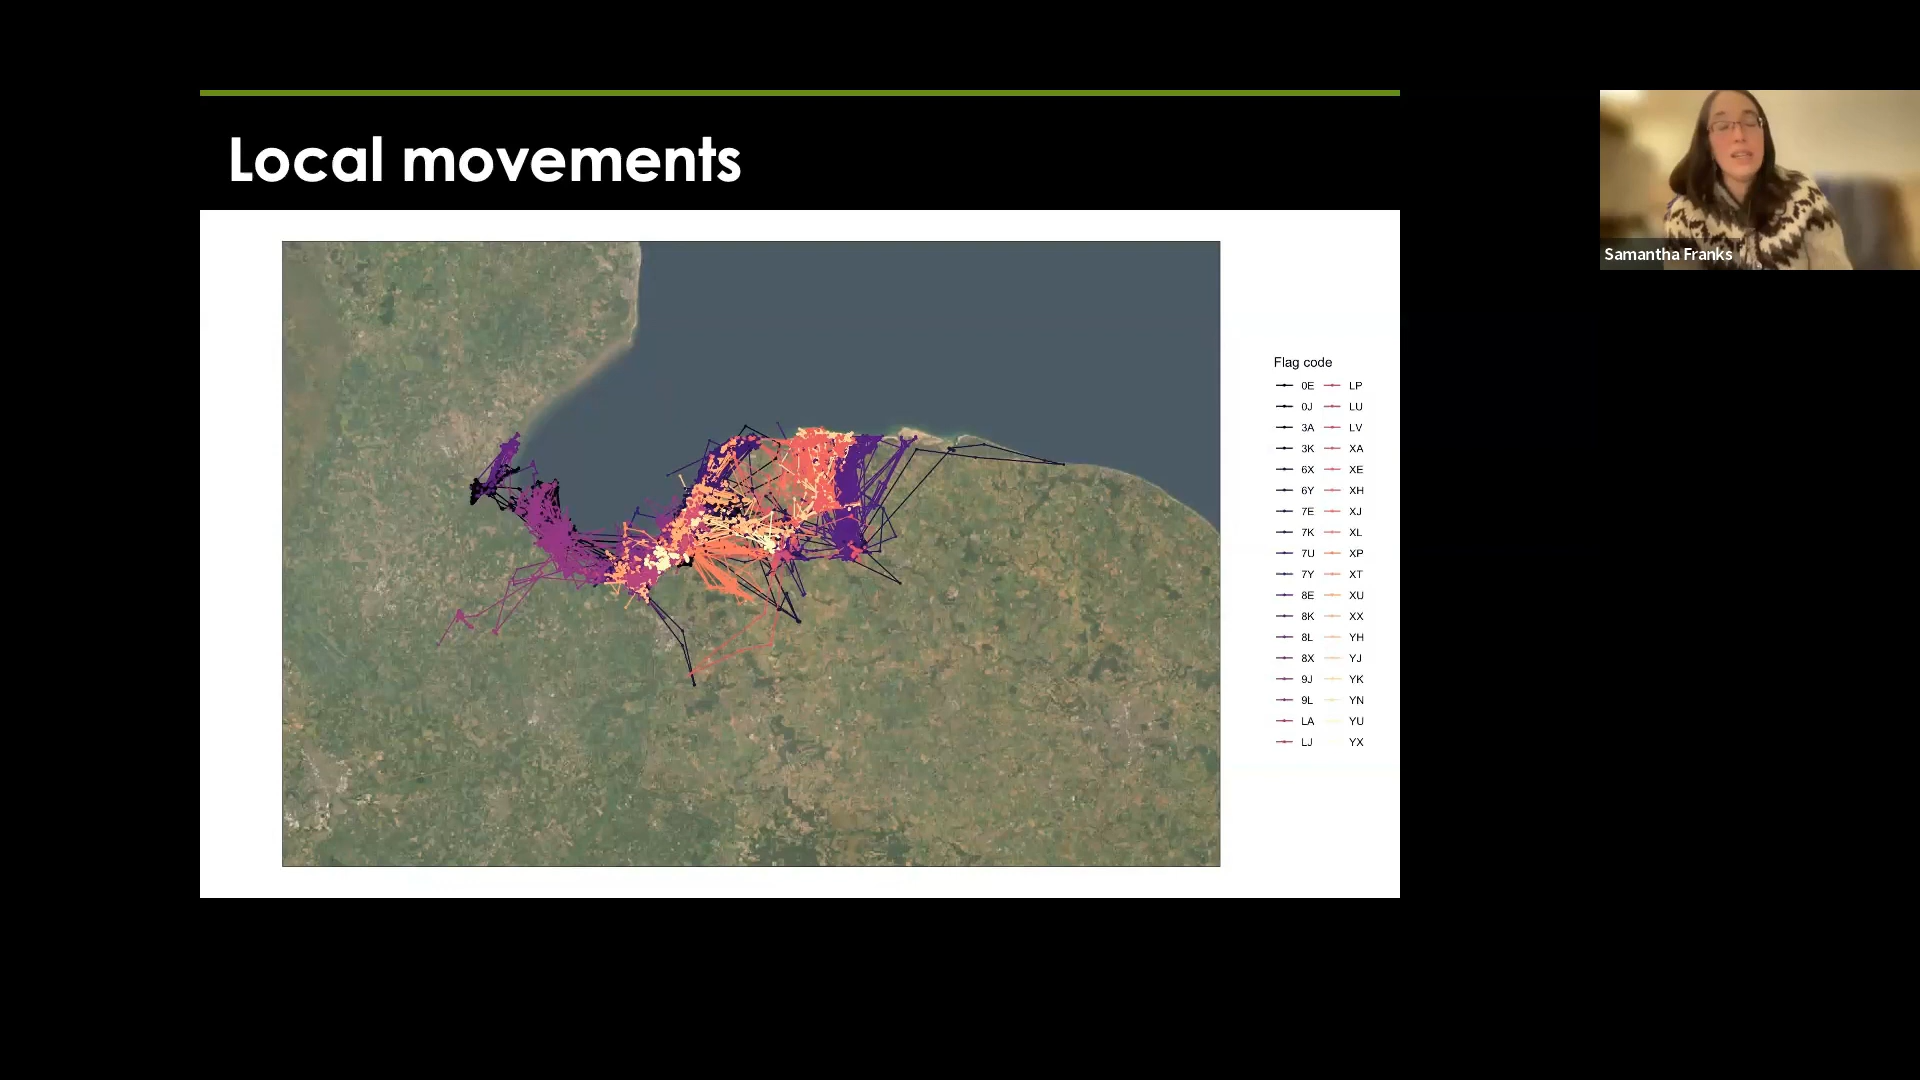 Local movements
Samantha Franks
Flag code
0E LP
0J LU
3A LV
3K XA
6X XE
6Y XH
7E XJ
7K XL
7U XP
7Y XT
8E XU
8K XX
8L YH
8X YJ
9J YK
9L YN
LA YU
LJ YX